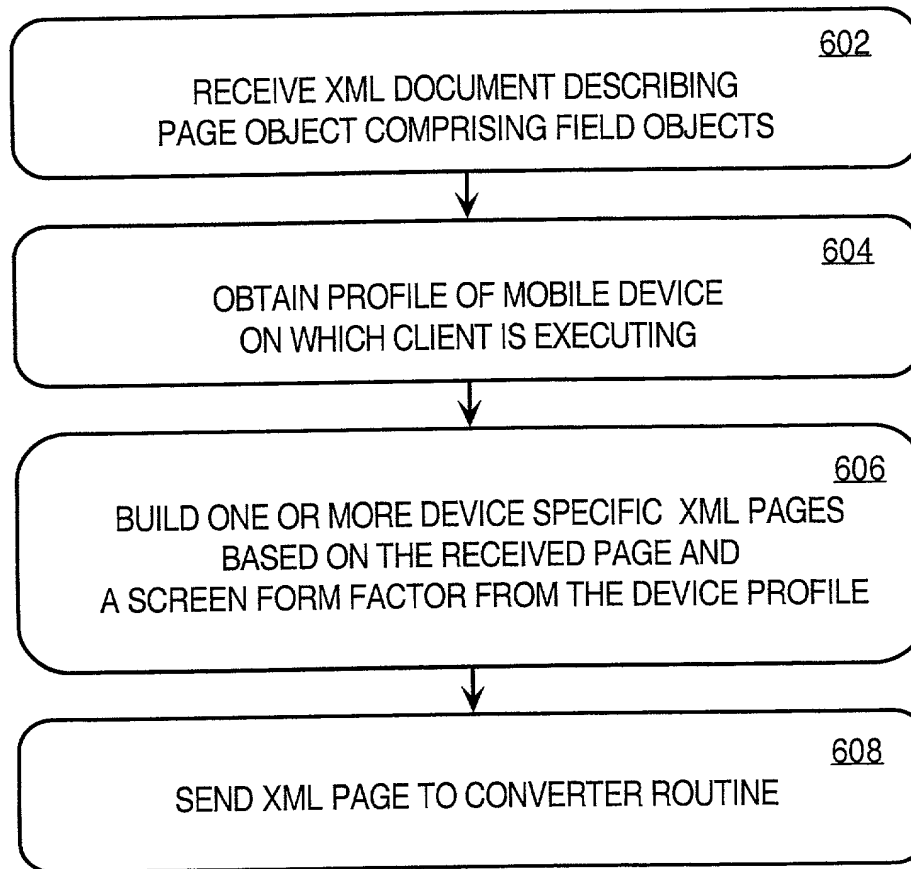 602
RECEIVE XML DOCUMENT DESCRIBING
PAGE OBJECT COMPRISING FIELD OBJECTS
604
OBTAIN PROFILE OF MOBILE DEVICE
ON WHICH CLIENT IS EXECUTING
606
BUILD ONE OR MORE DEVICE SPECIFIC XML PAGES
BASED ON THE RECEIVED PAGE AND
A SCREEN FORM FACTOR FROM THE DEVICE PROFILE
608
SEND XML PAGE TO CONVERTER ROUTINE